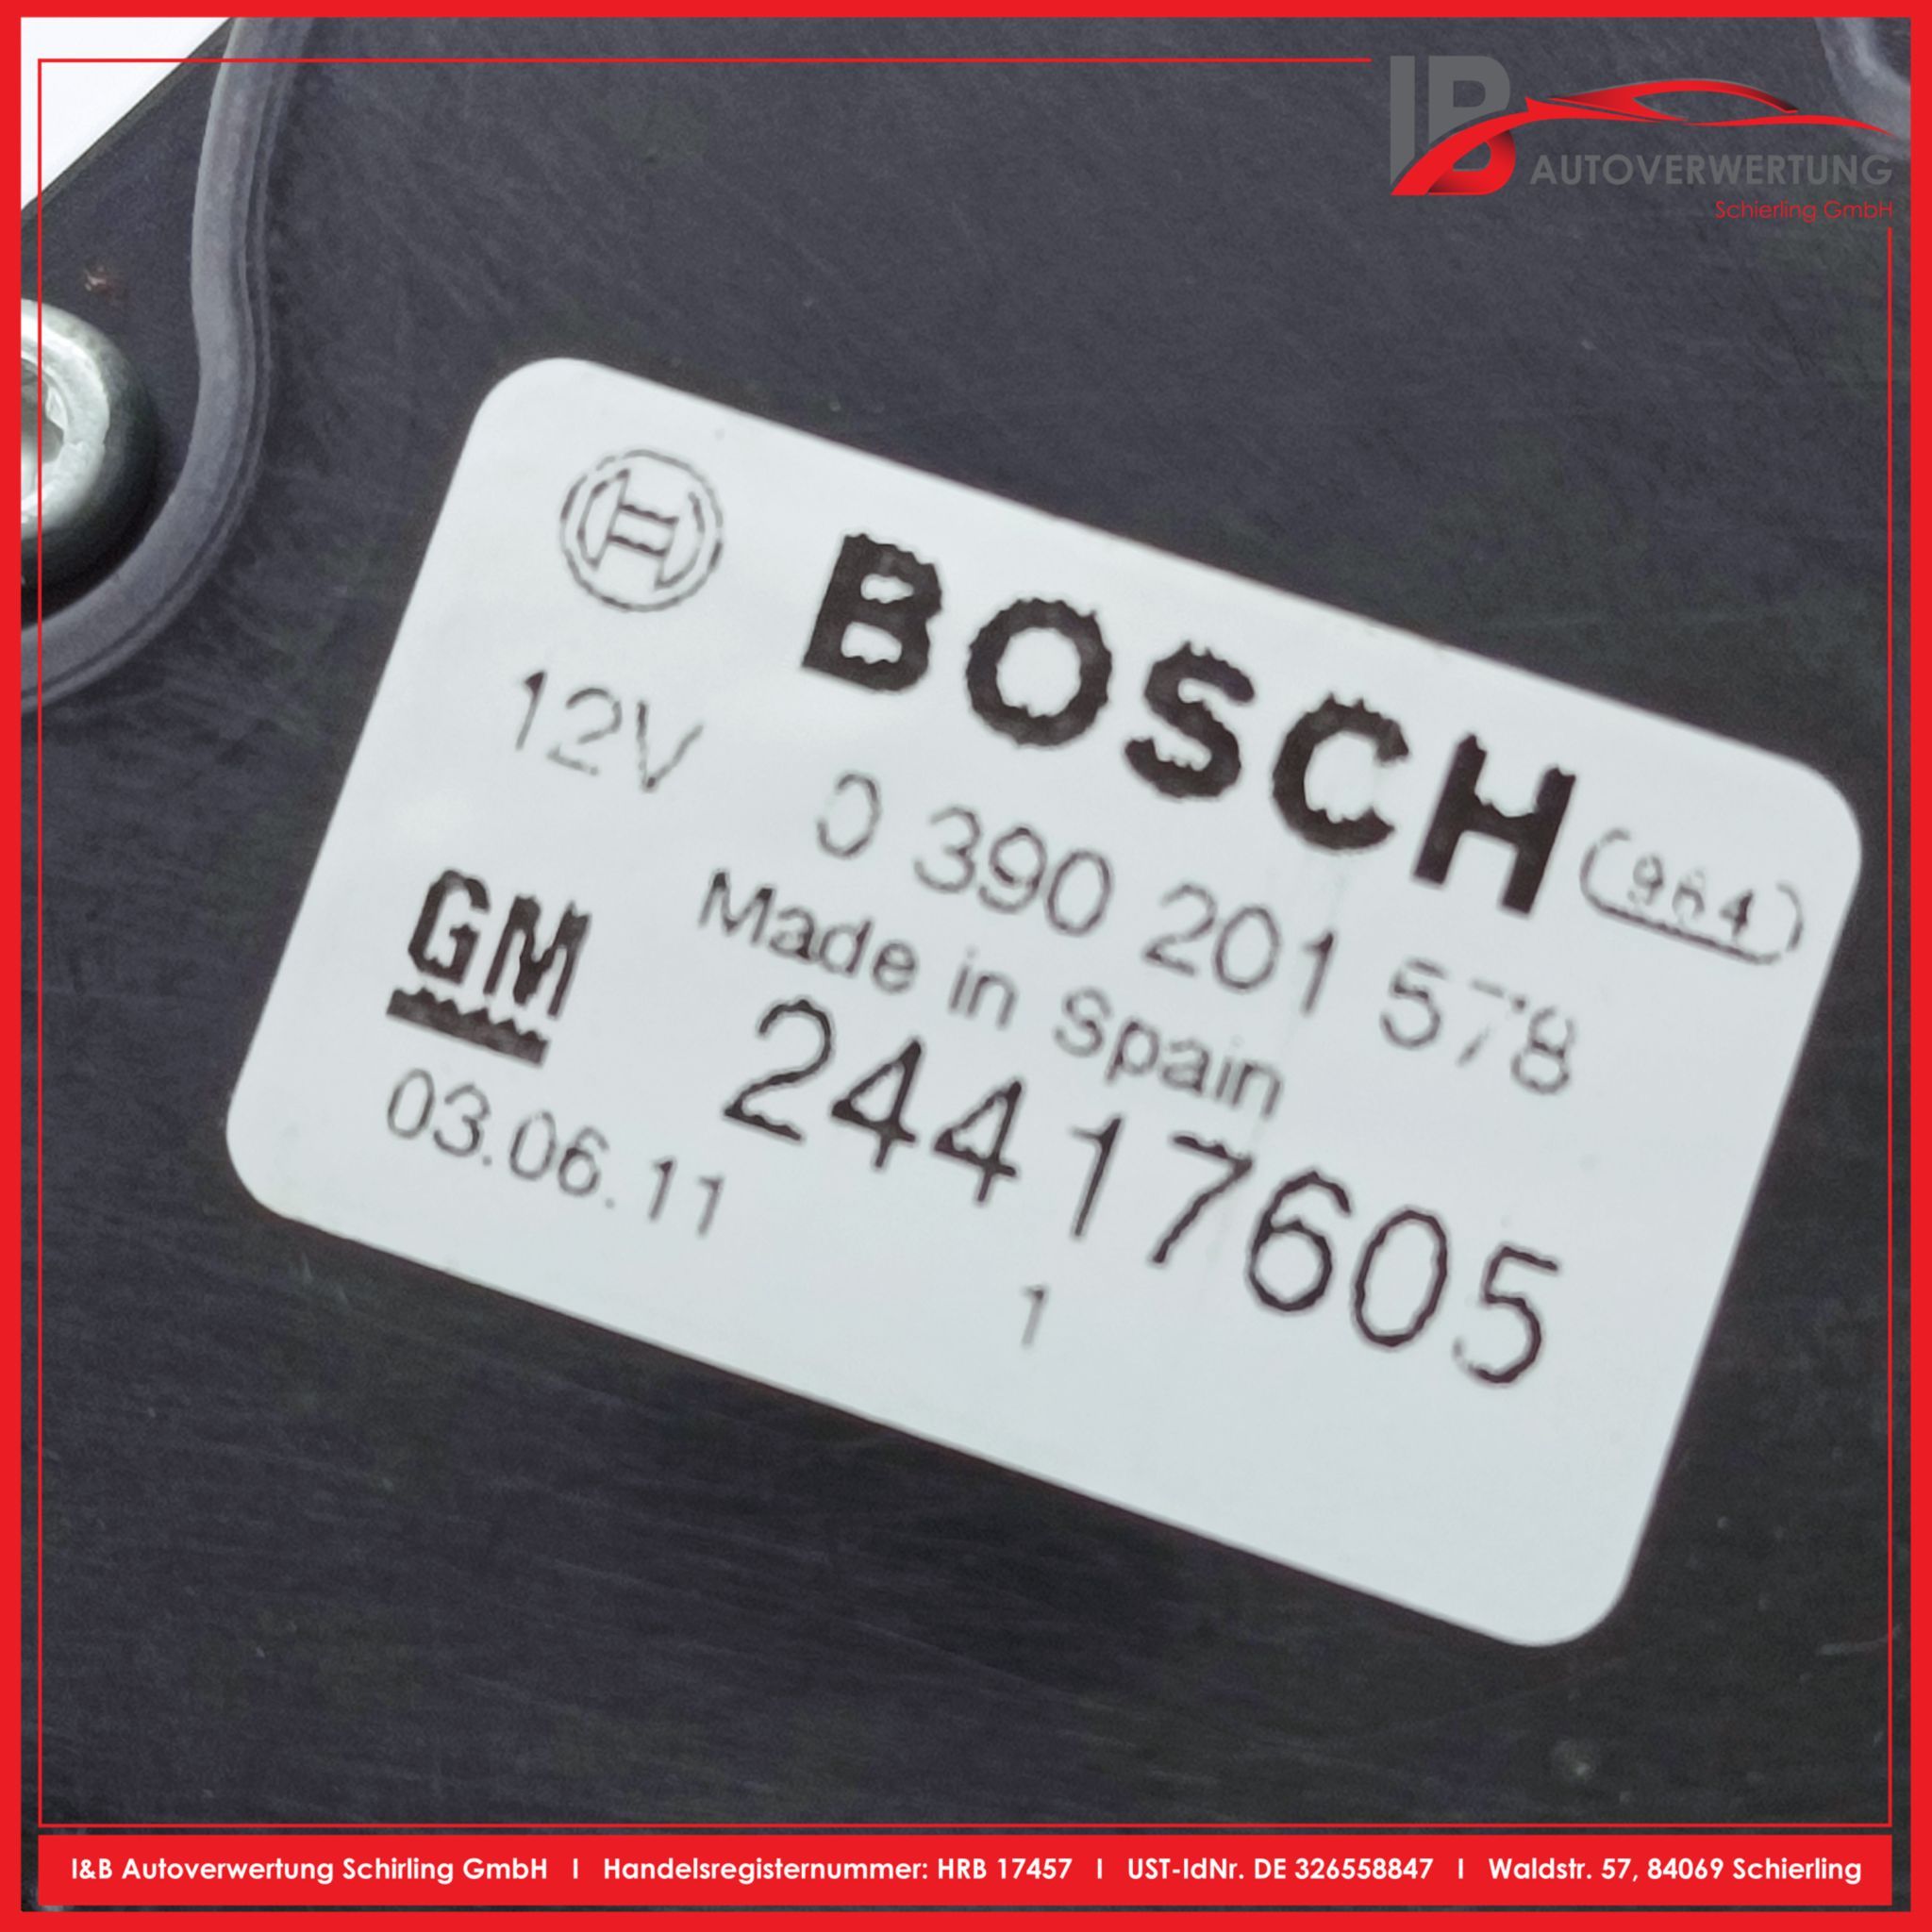 IB AUTOVERWERTUNG
Schierling GmbH
BOSCH
(964)
12V 0 390 201 578
Made in Spain
GM 24417605
03.06.11
1
I&B Autoverwertung Schirling GmbH I Handelsregisternummer: HRB 17457 I UST-IdNr. DE 326558847 I Waldstr. 57, 84069 Schierling